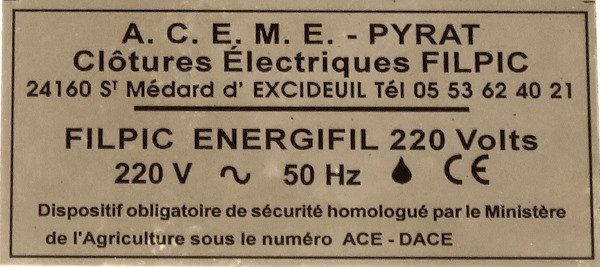 A. C. E. M. E. - PYRAT
Clôtures Électriques FILPIC
24160 St Médard d' EXCIDEUIL Tél 05 53 62 40 21
FILPIC ENERGIFIL 220 Volts
220 V ~ 50 Hz CE
Dispositif obligatoire de sécurité homologué par le Ministère
de l'Agriculture sous le numéro ACE - DACE